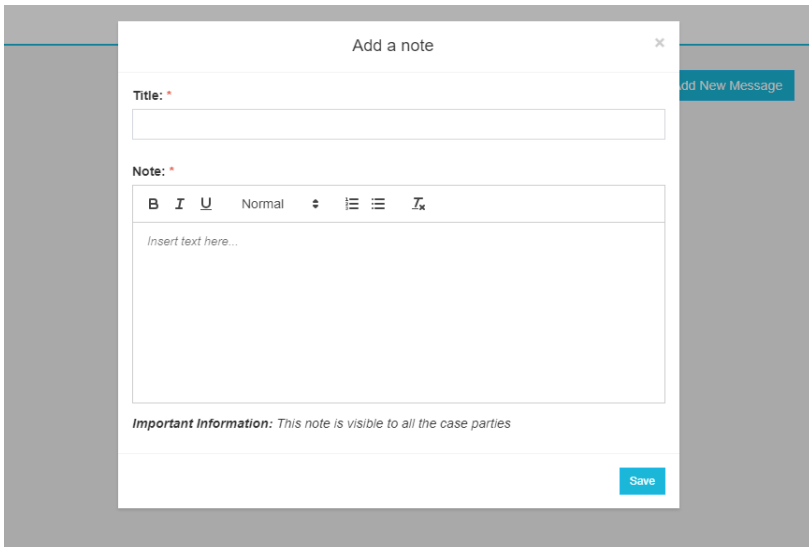 Add a note ×
dd New Message
Title: *
Note: *
B I U Normal
Insert text here...
Important Information: This note is visible to all the case parties
Save